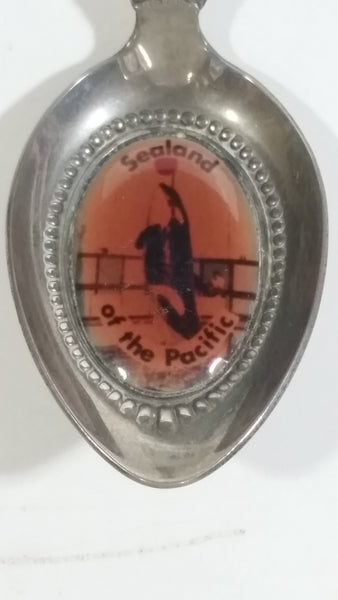 Sealand
of the Pacific